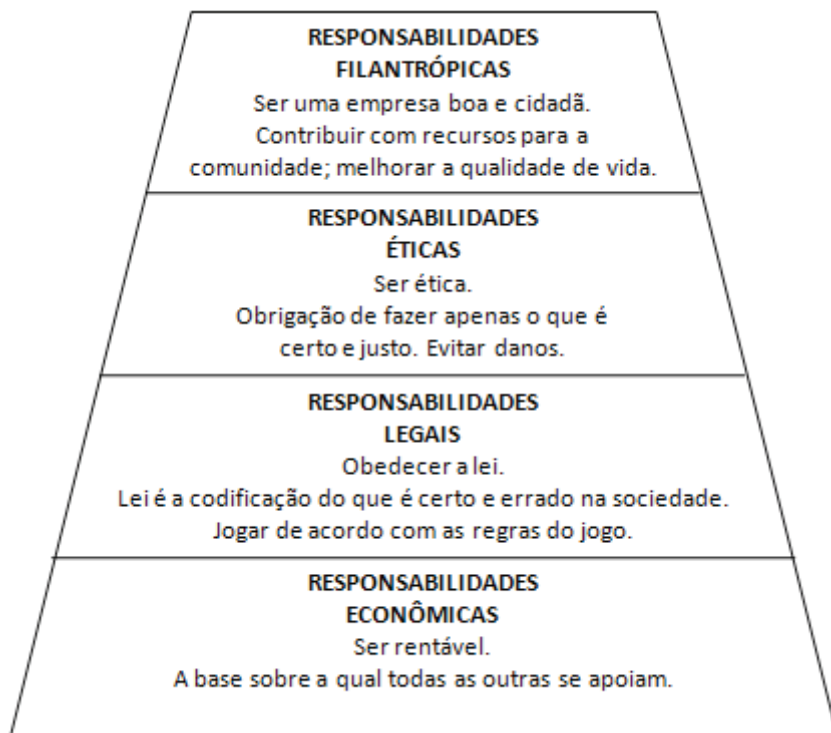 RESPONSABILIDADES
FILANTRÓPICAS
Ser uma empresa boa e cidadã.
Contribuir com recursos para a
comunidade; melhorar a qualidade de vida.
RESPONSABILIDADES
ÉTICAS
Ser ética.
Obrigação de fazer apenas o que é
certo e justo. Evitar danos.
RESPONSABILIDADES
LEGAIS
Obedecer a lei.
Lei é a codificação do que é certo e errado na sociedade.
Jogar de acordo com as regras do jogo.
RESPONSABILIDADES
ECONÔMICAS
Ser rentável.
A base sobre a qual todas as outras se apoiam.